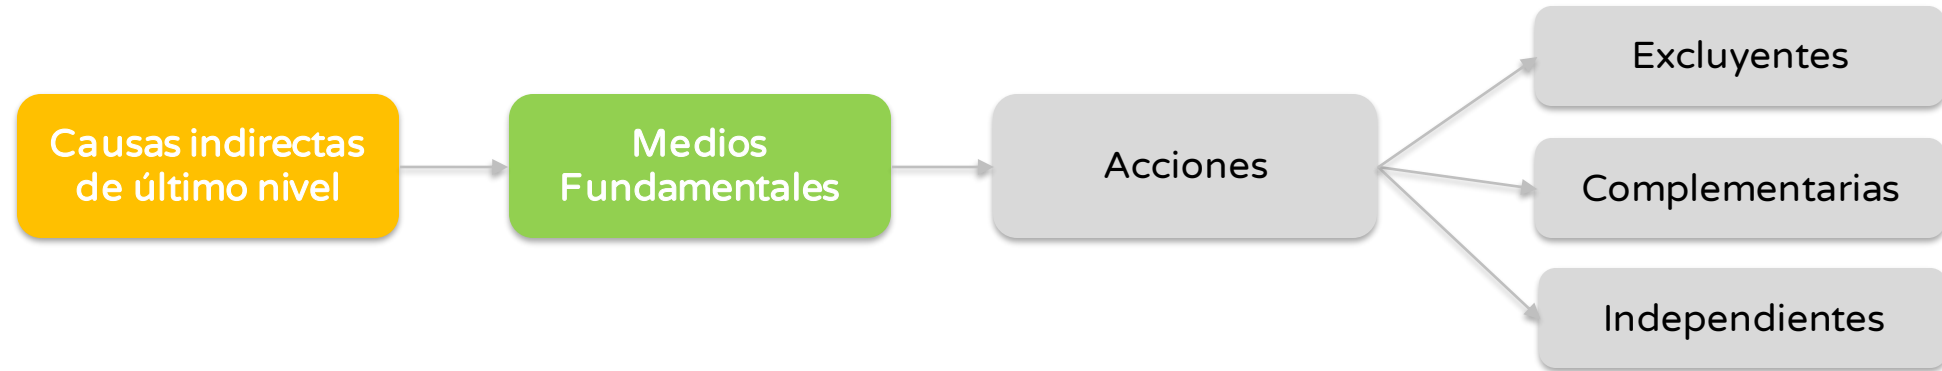 Causas indirectas
de último nivel
Medios
Fundamentales
Acciones
Excluyentes
Complementarias
Independientes